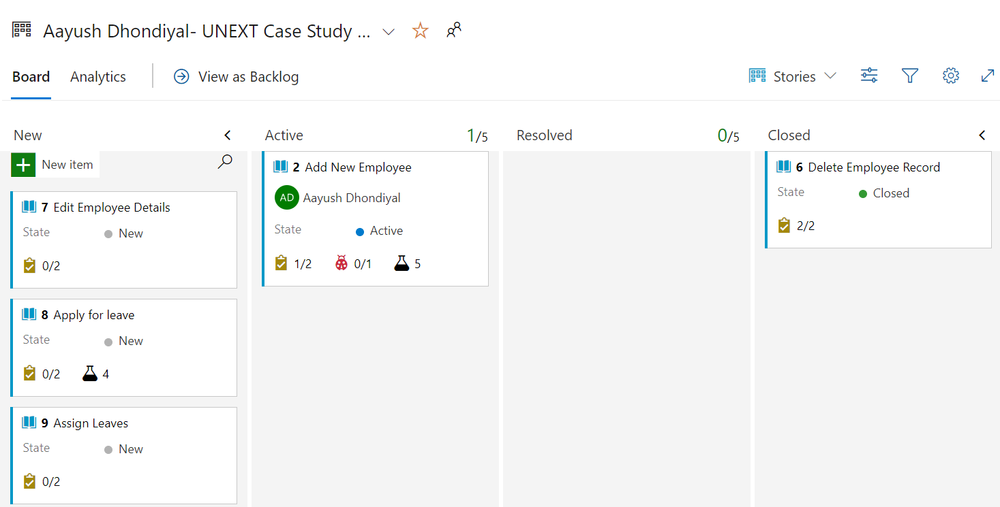 Aayush Dhondiyal- UNEXT Case Study ...
Board Analytics View as Backlog Stories
New
New item
7 Edit Employee Details
State New
0/2
8 Apply for leave
State New
0/2 4
9 Assign Leaves
State New
0/2
Active 1/5
2 Add New Employee
AD Aayush Dhondiyal
State Active
1/2 0/1 5
Resolved 0/5
Closed
6 Delete Employee Record
State Closed
2/2